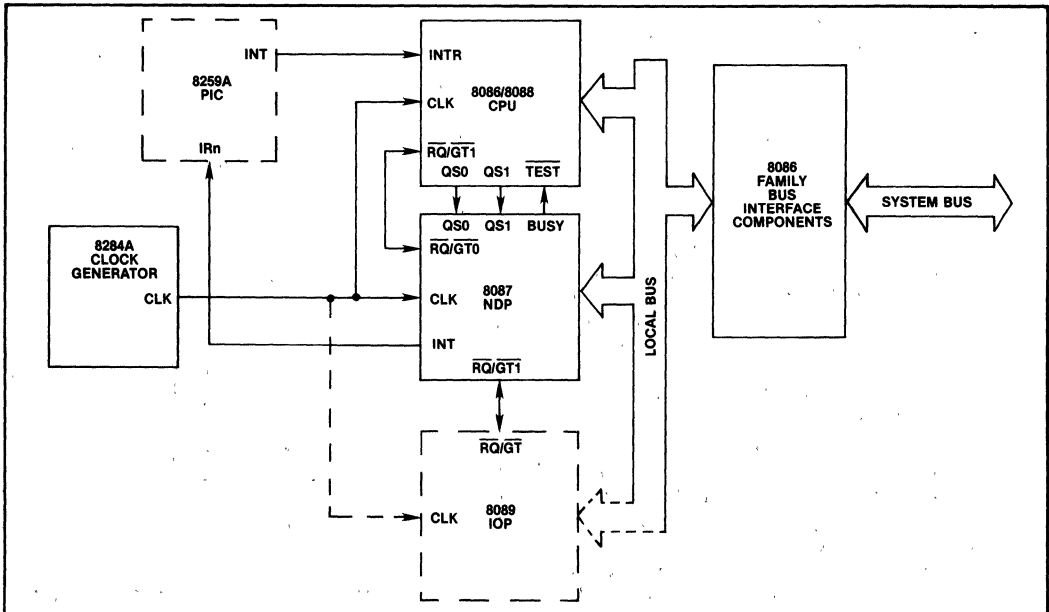 INT
8259A
PIC
IRn
INTR
8086/8088
CPU
CLK
RQ/GT1
QS0 QS1 TEST
8086
FAMILY
BUS
INTERFACE
COMPONENTS
SYSTEM BUS
8284A
CLOCK
GENERATOR
CLK
QS0 QS1 BUSY
RQ/GT0
8087
NDP
CLK
INT
RQ/GT1
LOCAL BUS
RQ/GT
8089
IOP
CLK